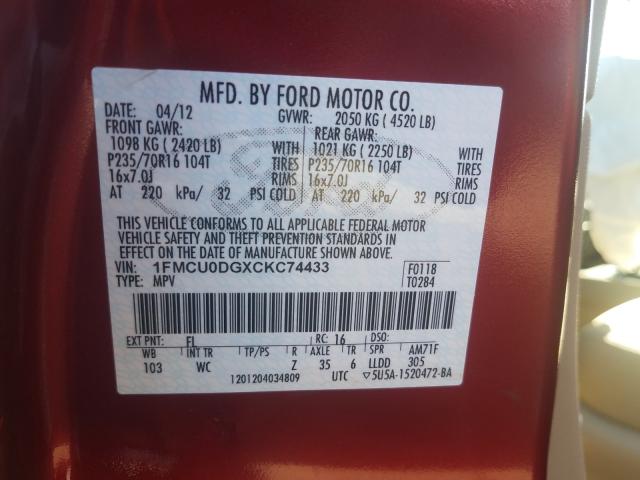 MFD. BY FORD MOTOR CO.
DATE: 04/12 GVWR: 2050 KG ( 4520 LB)
FRONT GAWR: REAR GAWR:
1098 KG ( 2420 LB) WITH 1021 KG ( 2250 LB) WITH
P235/70R16 104T TIRES P235/70R16 104T TIRES
16x7.0J RIMS 16x7.0J RIMS
AT 220 kPa/ 32 PSI COLD AT 220 kPa/ 32 PSI COLD
THIS VEHICLE CONFORMS TO ALL APPLICABLE FEDERAL MOTOR
VEHICLE SAFETY AND THEFT PREVENTION STANDARDS IN
EFFECT ON THE DATE OF MANUFACTURE SHOWN ABOVE.
VIN: 1FMCU0DGXCKC74433 F0118
TYPE: MPV T0284
EXT PNT: FL RC: 16 DSO:
WB INT TR TP/PS R AXLE TR SPR AM71F
103 WC Z 35 6 LLDD 305
1201204034809 UTC ▽5U5A-1520472-BA